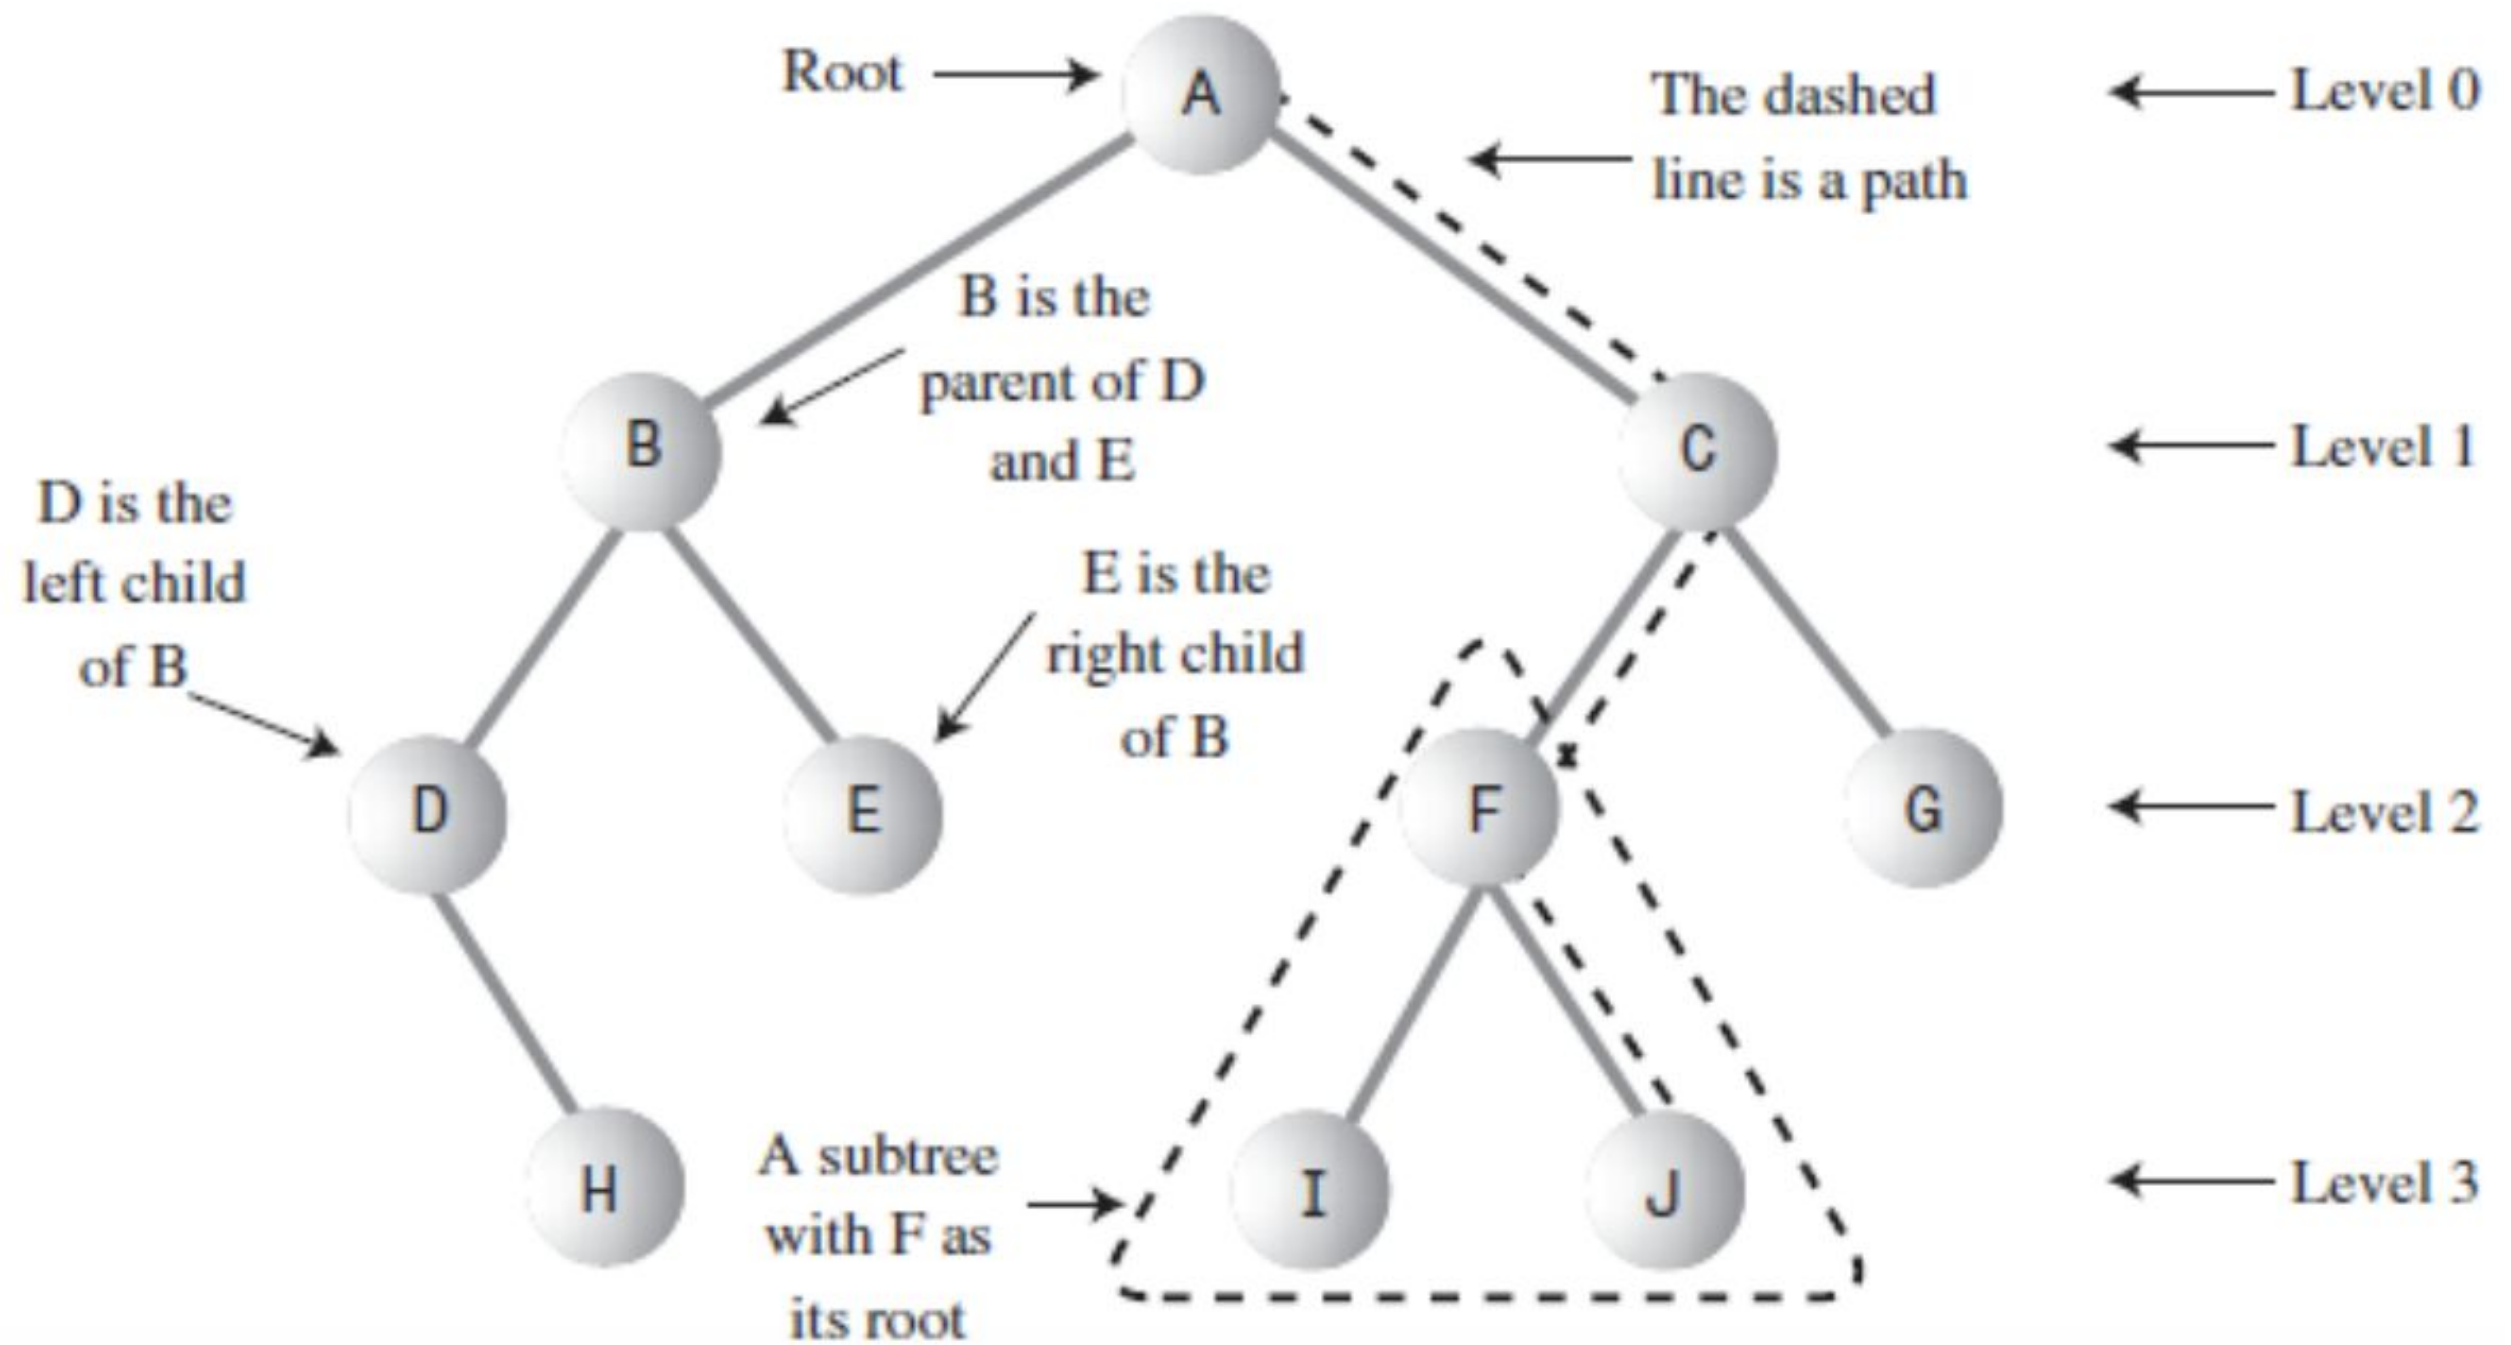 Root
A
The dashed
line is a path
Level 0
B is the
parent of D
and E
B
C
Level 1
D is the
left child
of B
E is the
right child
of B
D
E
F
G
Level 2
H
A subtree
with F as
its root
I
J
Level 3